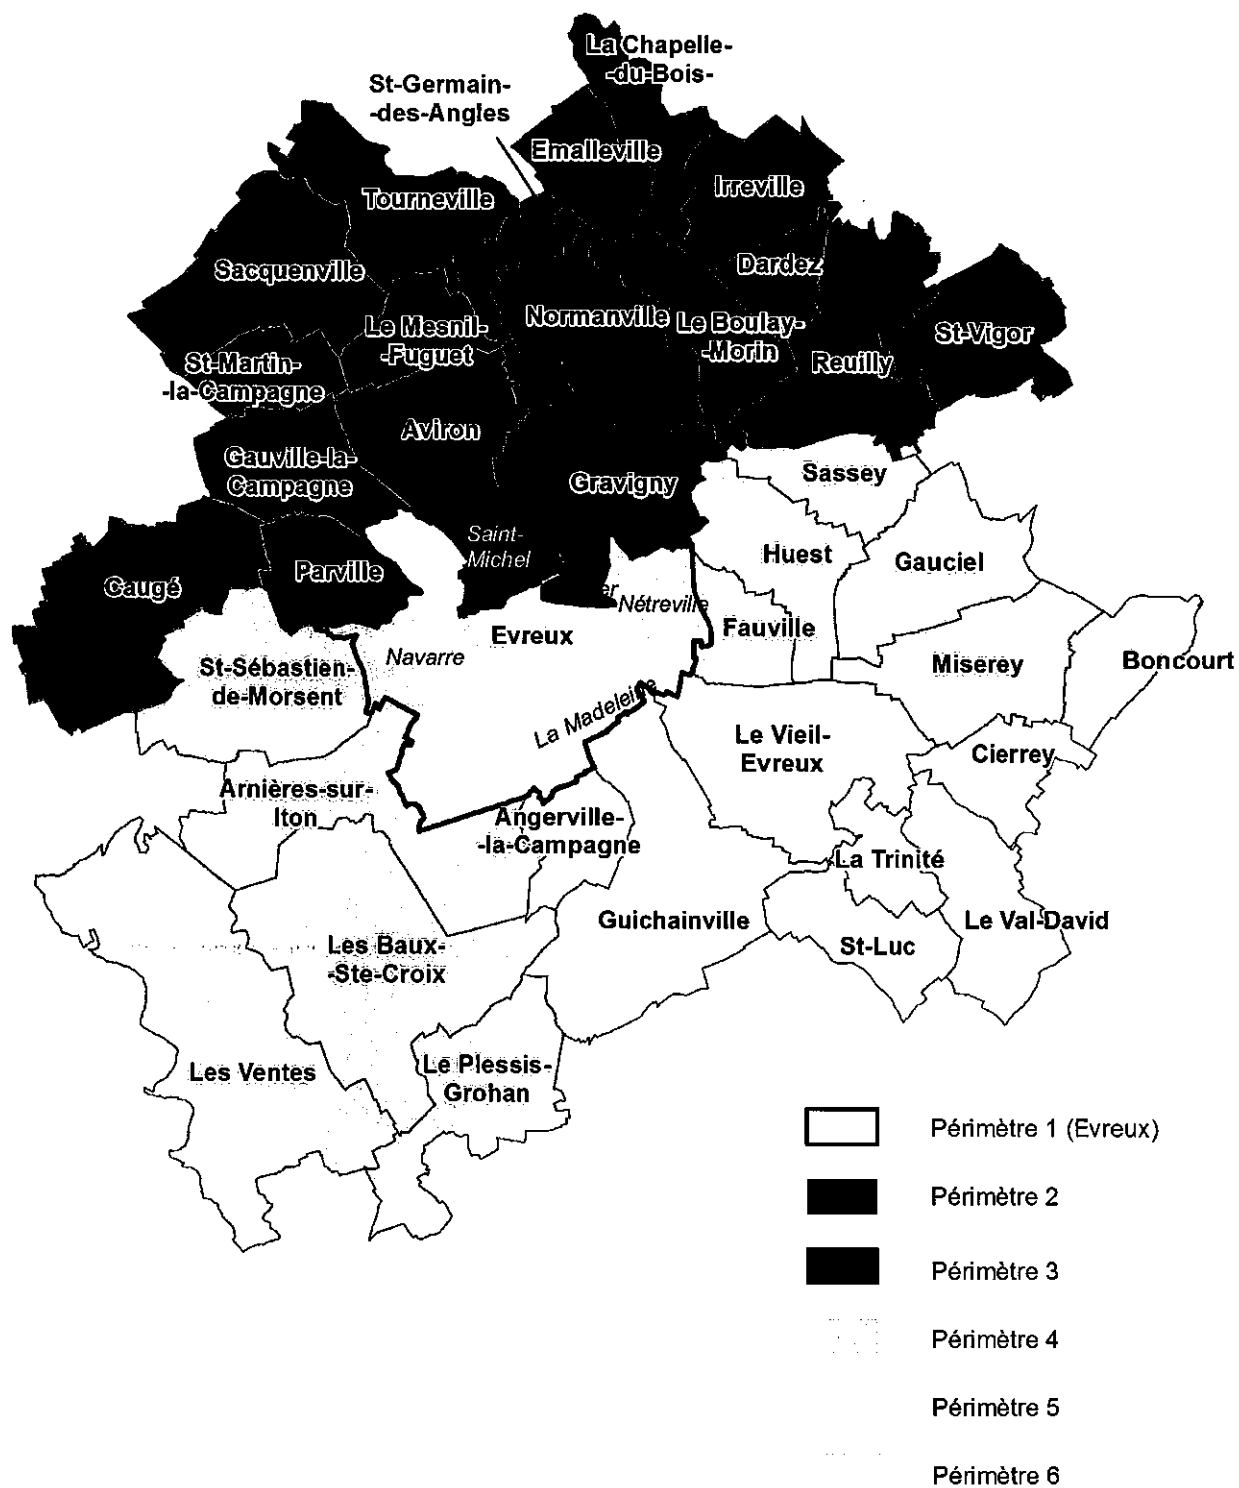 La Chapelle-
-du-Bois-
St-Germain-
-des-Angles
Emalleville
Irreville
Tourneville
Dardez
Sacquenville
Normanville
Le Boulay-
-Morin
St-Vigor
Le Mesnil-
-Fuguet
Reuilly
St-Martin-
-la-Campagne
Aviron
Gauville-la-
Campagne
Gravigny
Sassey
Saint-
Michel
Huest
Gauciel
Parville
Caugé
er
Nétreville
Evreux
Fauville
Navarre
St-Sébastien-
de-Morsent
Miserey
Boncourt
La Madeleine
Le Vieil-
Evreux
Cierrey
Arnières-sur-
Iton
Angerville-
-la-Campagne
La Trinité
Guichainville
Le Val-David
Les Baux-
-Ste-Croix
St-Luc
Les Ventes
Le Plessis-
Grohan
Périmètre 1 (Evreux)
Périmètre 2
Périmètre 3
Périmètre 4
Périmètre 5
Périmètre 6